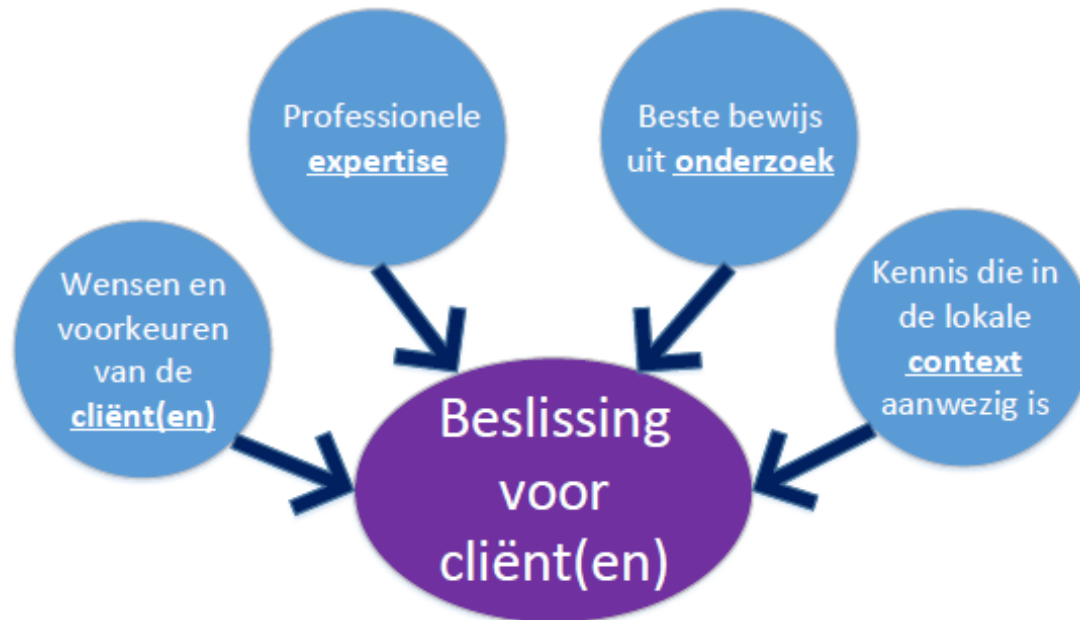 Professionele
expertise
Beste bewijs
uit onderzoek
Wensen en
voorkeuren
van de
cliënt(en)
Kennis die in
de lokale
context
aanwezig is
Beslissing
voor
cliënt(en)